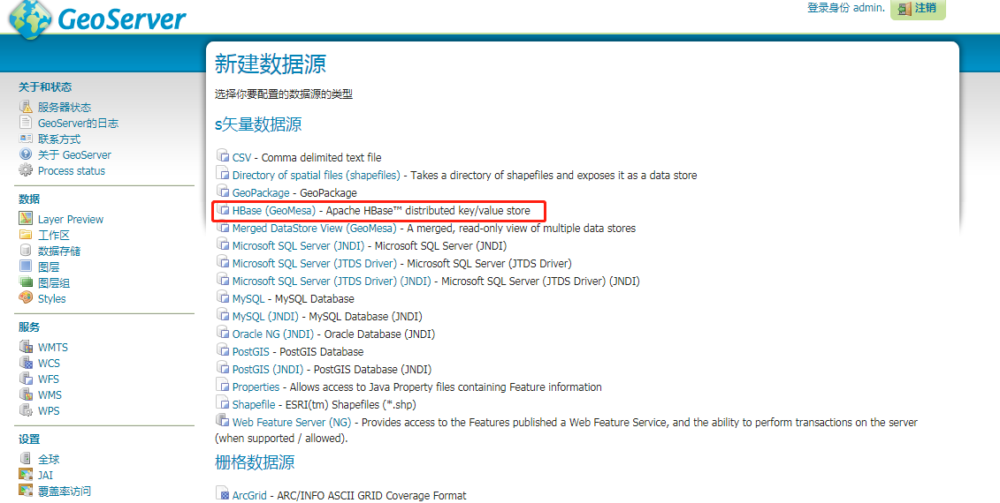 GeoServer
登录身份 admin.
注销
关于和状态
服务器状态
GeoServer的日志
联系方式
关于 GeoServer
Process status
数据
Layer Preview
工作区
数据存储
图层
图层组
Styles
服务
WMTS
WCS
WFS
WMS
WPS
设置
全球
JAI
覆盖率访问
新建数据源
选择你要配置的数据源的类型
s矢量数据源
CSV - Comma delimited text file
Directory of spatial files (shapefiles) - Takes a directory of shapefiles and exposes it as a data store
GeoPackage - GeoPackage
HBase (GeoMesa) - Apache HBase™ distributed key/value store
Merged DataStore View (GeoMesa) - A merged, read-only view of multiple data stores
Microsoft SQL Server (JNDI) - Microsoft SQL Server (JNDI)
Microsoft SQL Server (JTDS Driver) - Microsoft SQL Server (JTDS Driver)
Microsoft SQL Server (JTDS Driver) (JNDI) - Microsoft SQL Server (JTDS Driver) (JNDI)
MySQL - MySQL Database
MySQL (JNDI) - MySQL Database (JNDI)
Oracle NG (JNDI) - Oracle Database (JNDI)
PostGIS - PostGIS Database
PostGIS (JNDI) - PostGIS Database (JNDI)
Properties - Allows access to Java Property files containing Feature information
Shapefile - ESRI(tm) Shapefiles (*.shp)
Web Feature Server (NG) - Provides access to the Features published a Web Feature Service, and the ability to perform transactions on the server
(when supported / allowed).
栅格数据源
ArcGrid - ARC/INFO ASCII GRID Coverage Format